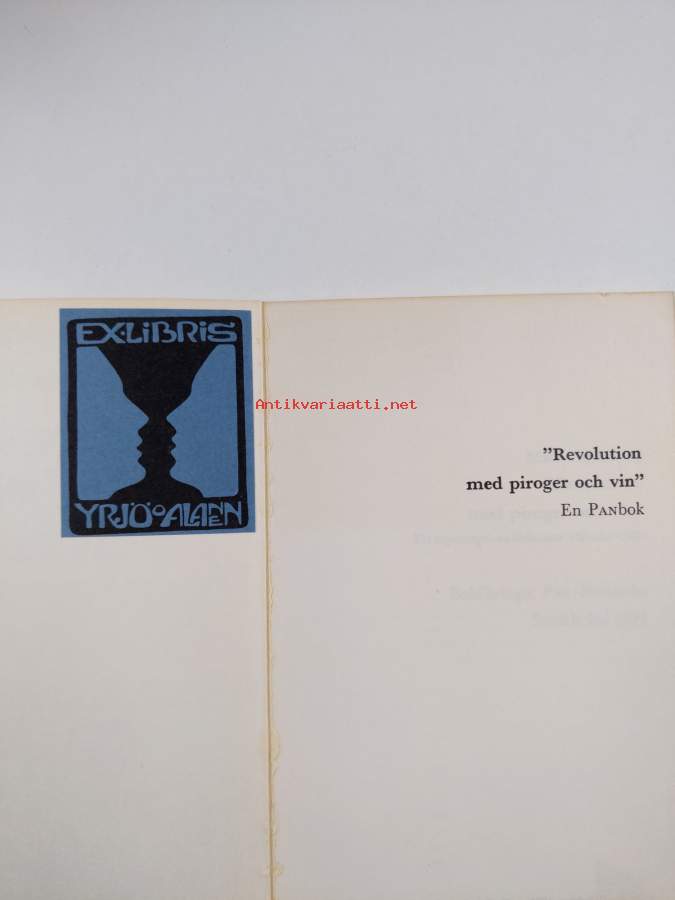 EX·LiBRiS
YRJÖ·O·ALANEN
Antikvariaatti.net
"Revolution
med piroger och vin"
En PANbok